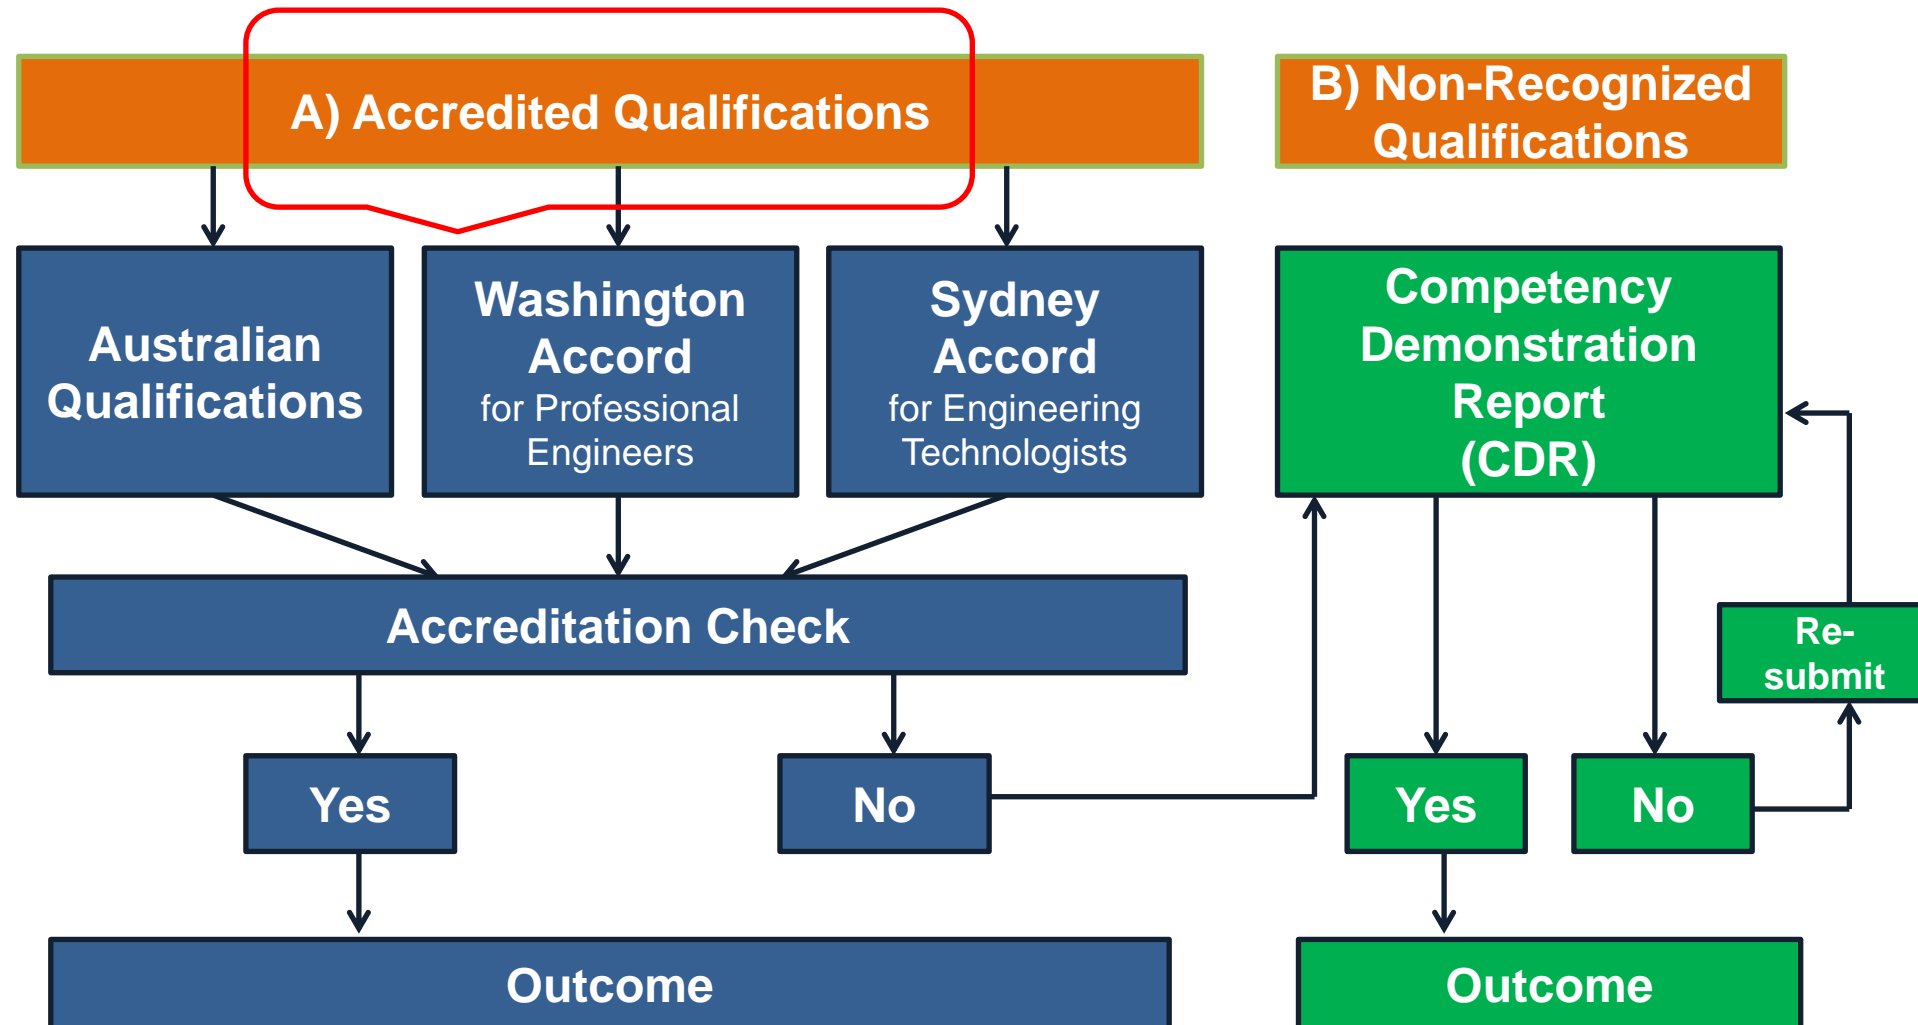 A) Accredited Qualifications
B) Non-Recognized
Qualifications
Australian
Qualifications
Washington
Accord
for Professional
Engineers
Sydney
Accord
for Engineering
Technologists
Competency
Demonstration
Report
(CDR)
Accreditation Check
Re-
submit
Yes
No
Yes
No
Outcome
Outcome